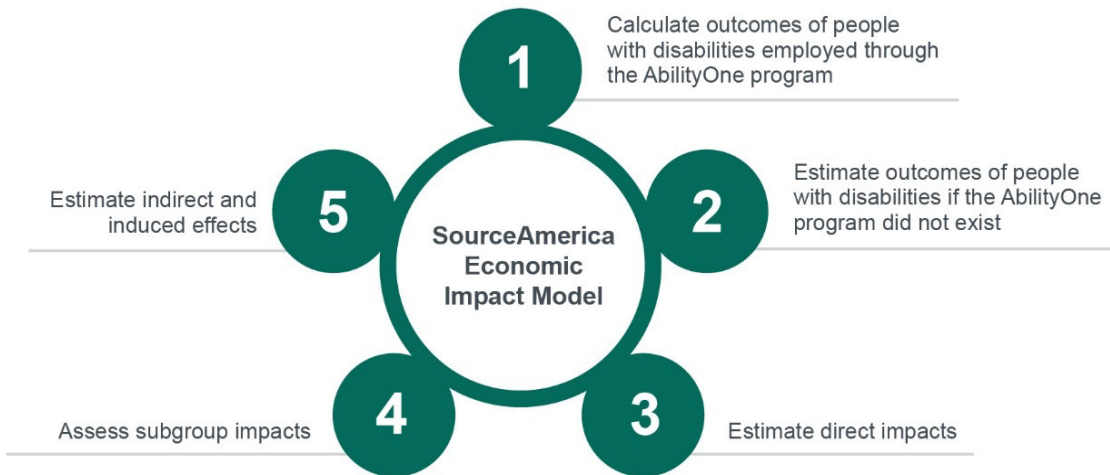 1
Calculate outcomes of people
with disabilities employed through
the AbilityOne program
2
Estimate outcomes of people
with disabilities if the AbilityOne
program did not exist
3
Estimate direct impacts
4
Assess subgroup impacts
5
Estimate indirect and
induced effects
SourceAmerica
Economic
Impact Model